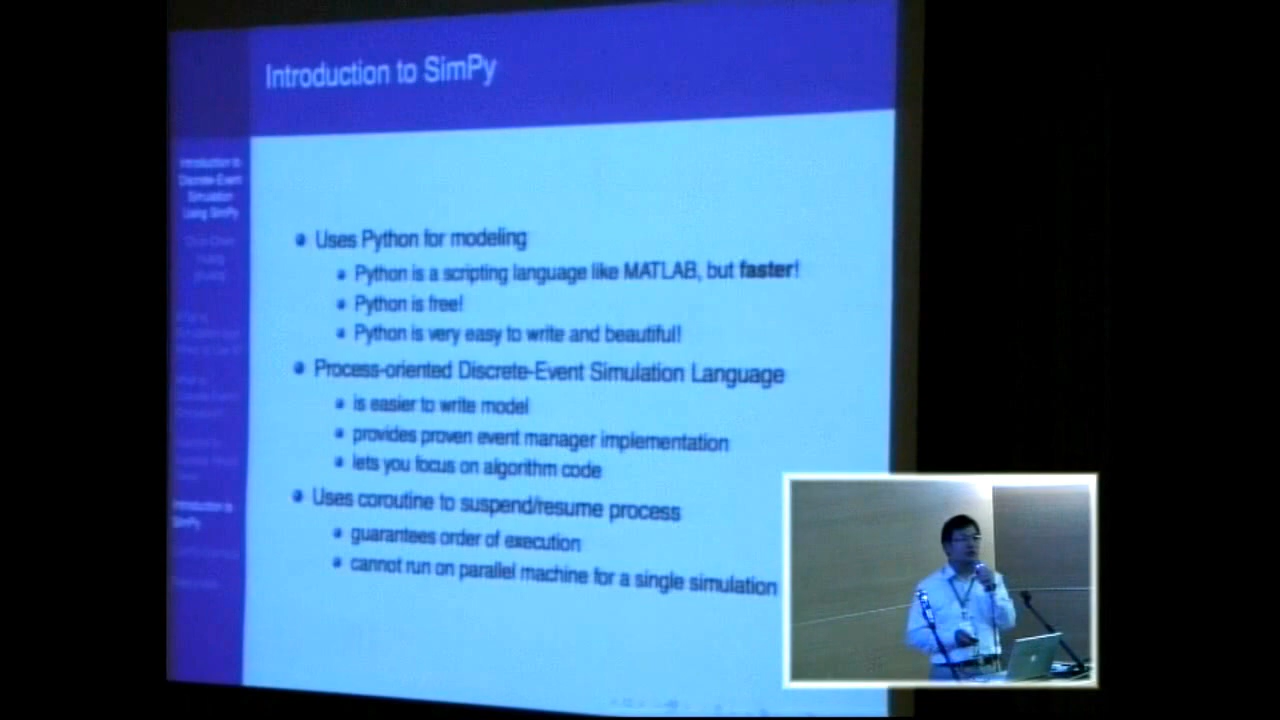 Introduction to SimPy
Introduction to
Discrete-Event
Simulation
Using SimPy
Uses Python for modeling
Python is a scripting language like MATLAB, but faster!
Python is free!
Python is very easy to write and beautiful!
Process-oriented Discrete-Event Simulation Language
is easier to write model
provides proven event manager implementation
lets you focus on algorithm code
Uses coroutine to suspend/resume process
guarantees order of execution
cannot run on parallel machine for a single simulation
Introduction to
SimPy